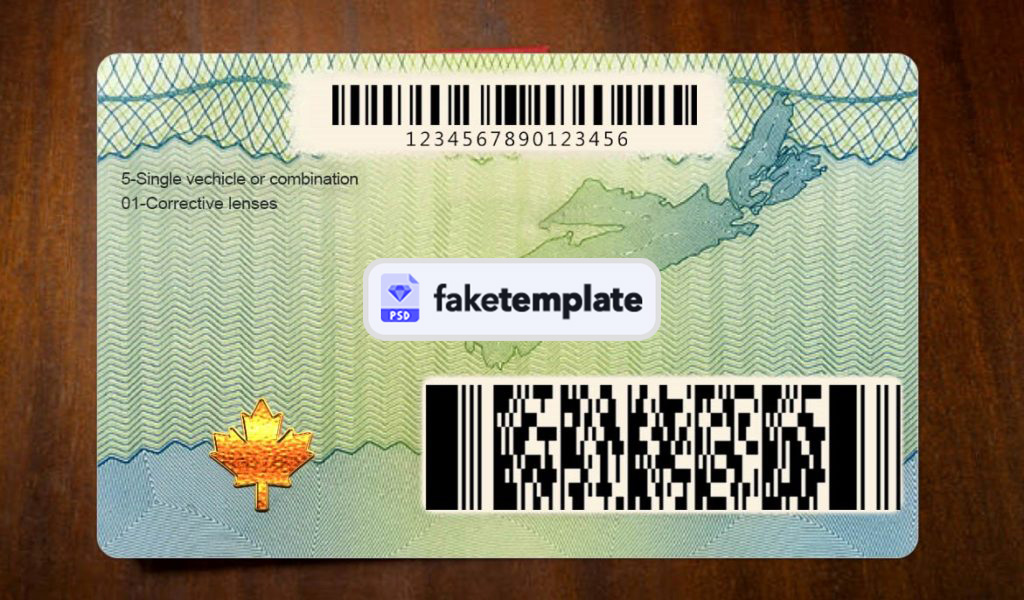 1234567890123456
5-Single vechicle or combination
01-Corrective lenses
PSD
faketemplate